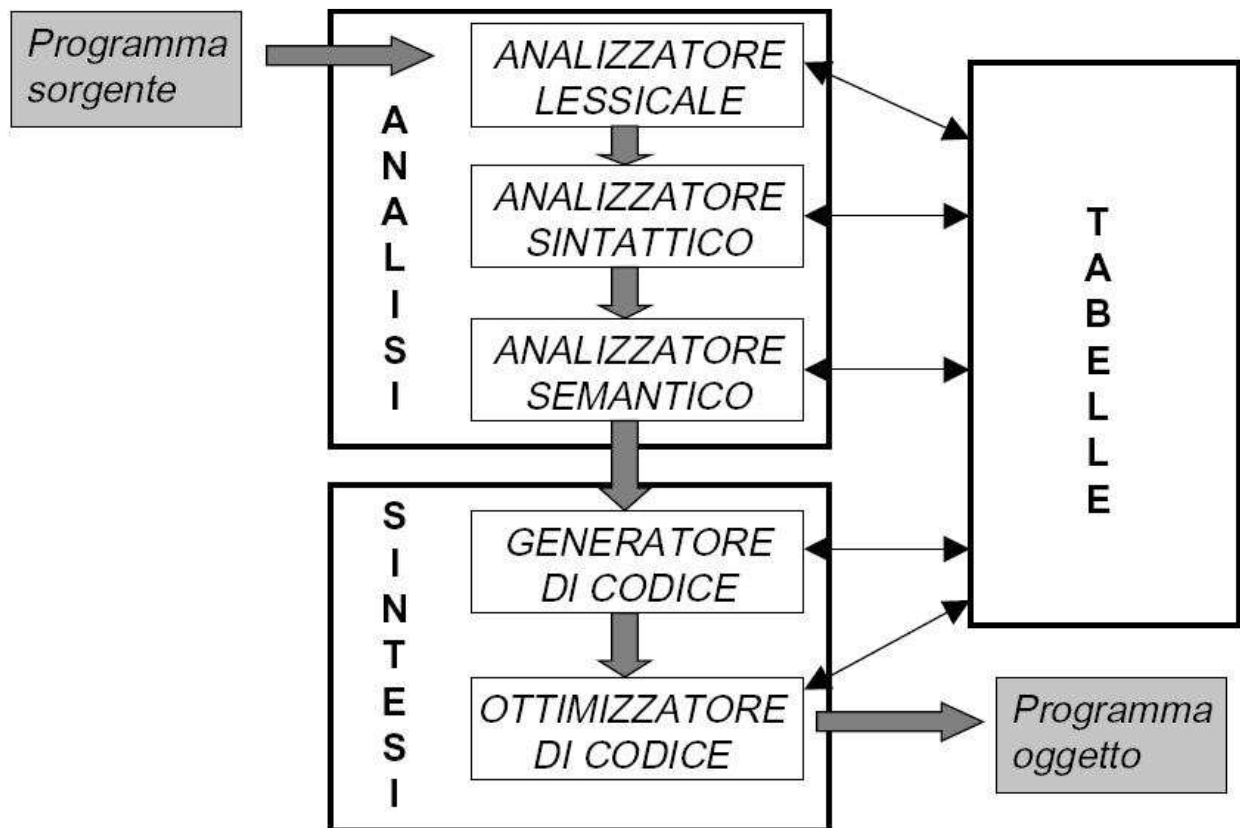 Programma
sorgente
ANALISI
ANALIZZATORE
LESSICALE
ANALIZZATORE
SINTATTICO
ANALIZZATORE
SEMANTICO
TABELLE
SINTESI
GENERATORE
DI CODICE
OTTIMIZZATORE
DI CODICE
Programma
oggetto